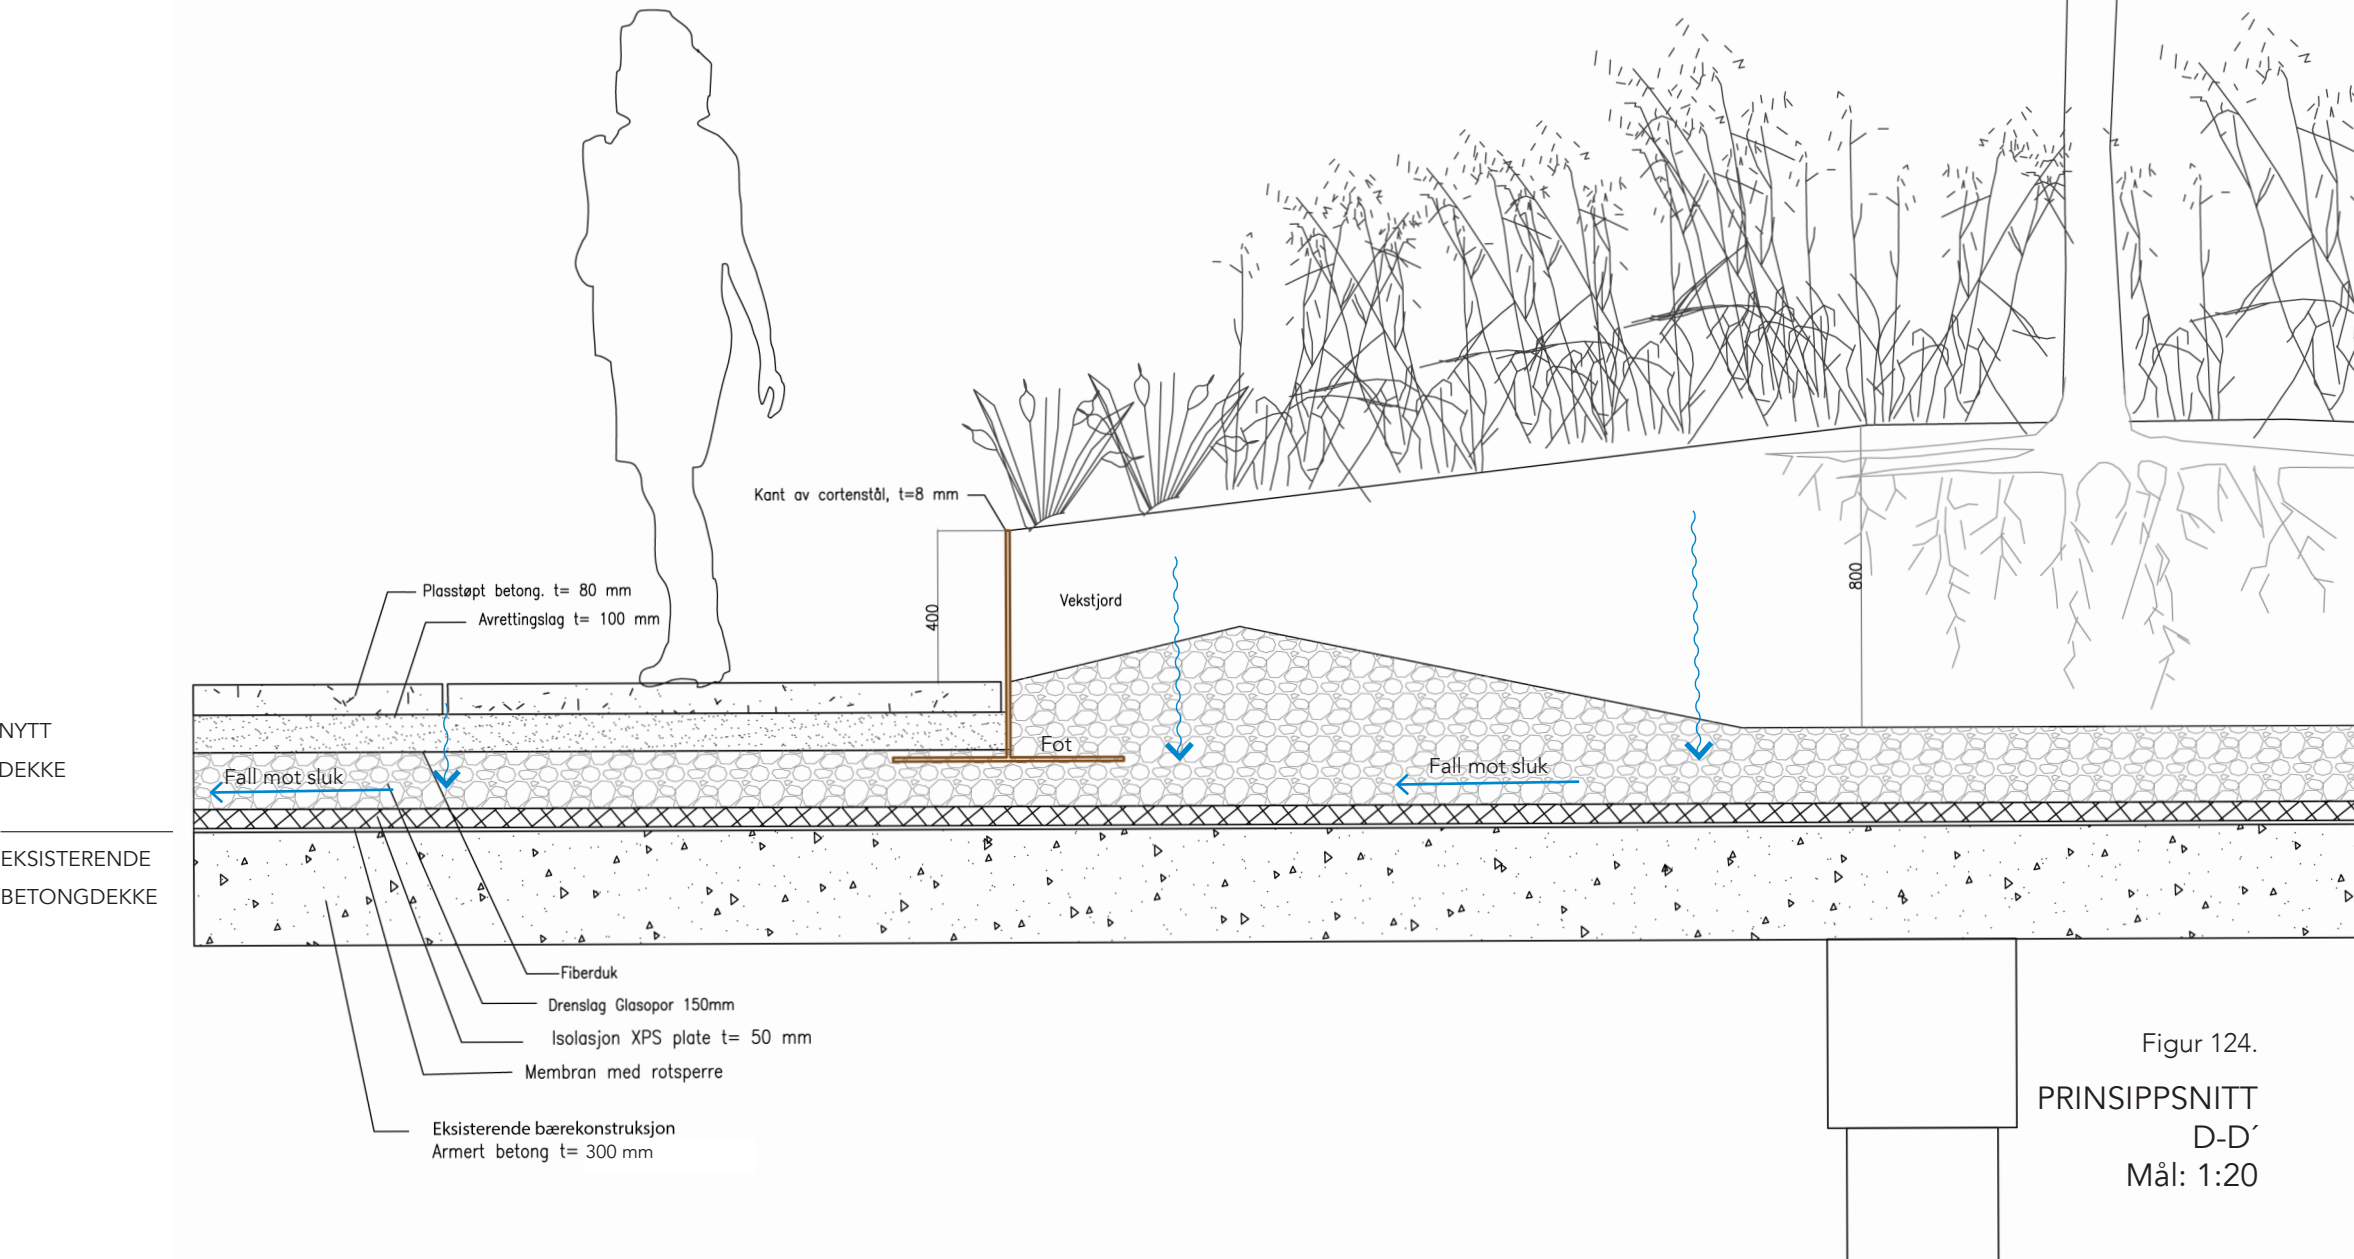 Kant av cortenstål, t=8 mm
Plasstøpt betong. t= 80 mm
Avrettingslag t= 100 mm
400
Vekstjord
800
NYTT
DEKKE
Fot
Fall mot sluk
Fall mot sluk
EKSISTERENDE
BETONGDEKKE
Fiberduk
Drenslag Glasopor 150mm
Isolasjon XPS plate t= 50 mm
Membran med rotsperre
Eksisterende bærekonstruksjon
Armert betong t= 300 mm
Figur 124.
PRINSIPPSNITT
D-D´
Mål: 1:20